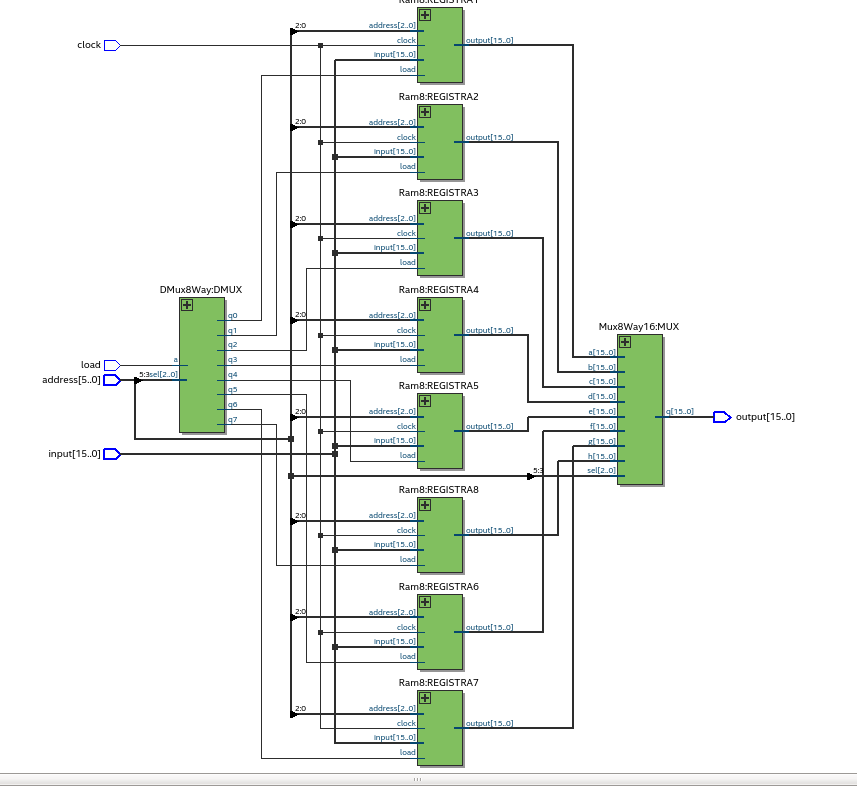 Ram8:REGISTRA1
2:0
address[2..0]
clock
clock
output[15..0]
input[15..0]
load
Ram8:REGISTRA2
2:0
address[2..0]
clock
output[15..0]
input[15..0]
load
Ram8:REGISTRA3
2:0
address[2..0]
clock
output[15..0]
input[15..0]
load
DMux8Way:DMUX
q0
q1
q2
q3
q4
q5
q6
q7
a
5:3
sel[2..0]
load
address[5..0]
input[15..0]
Ram8:REGISTRA4
2:0
address[2..0]
clock
output[15..0]
input[15..0]
load
Ram8:REGISTRA5
2:0
address[2..0]
clock
output[15..0]
input[15..0]
load
Mux8Way16:MUX
a[15..0]
b[15..0]
c[15..0]
d[15..0]
e[15..0]
f[15..0]
g[15..0]
h[15..0]
5:3
sel[2..0]
q[15..0]
output[15..0]
Ram8:REGISTRA8
2:0
address[2..0]
clock
output[15..0]
input[15..0]
load
Ram8:REGISTRA6
2:0
address[2..0]
clock
output[15..0]
input[15..0]
load
Ram8:REGISTRA7
2:0
address[2..0]
clock
output[15..0]
input[15..0]
load